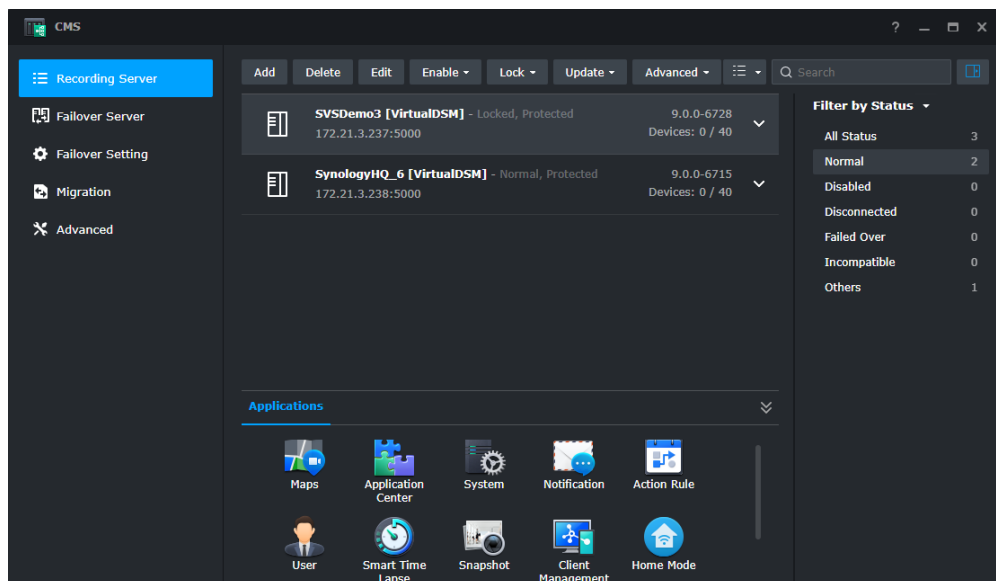 CMS
?
Recording Server
Failover Server
Failover Setting
Migration
Advanced
Add Delete Edit Enable Lock Update Advanced Search
SVSDemo3 [VirtualDSM] - Locked, Protected 9.0.0-6728
172.21.3.237:5000 Devices: 0 / 40
SynologyHQ_6 [VirtualDSM] - Normal, Protected 9.0.0-6715
172.21.3.238:5000 Devices: 0 / 40
Filter by Status
All Status 3
Normal 2
Disabled 0
Disconnected 0
Failed Over 0
Incompatible 0
Others 1
Applications
Maps
Application
Center
System
Notification
Action Rule
User
Smart Time
Lapse
Snapshot
Client
Management
Home Mode